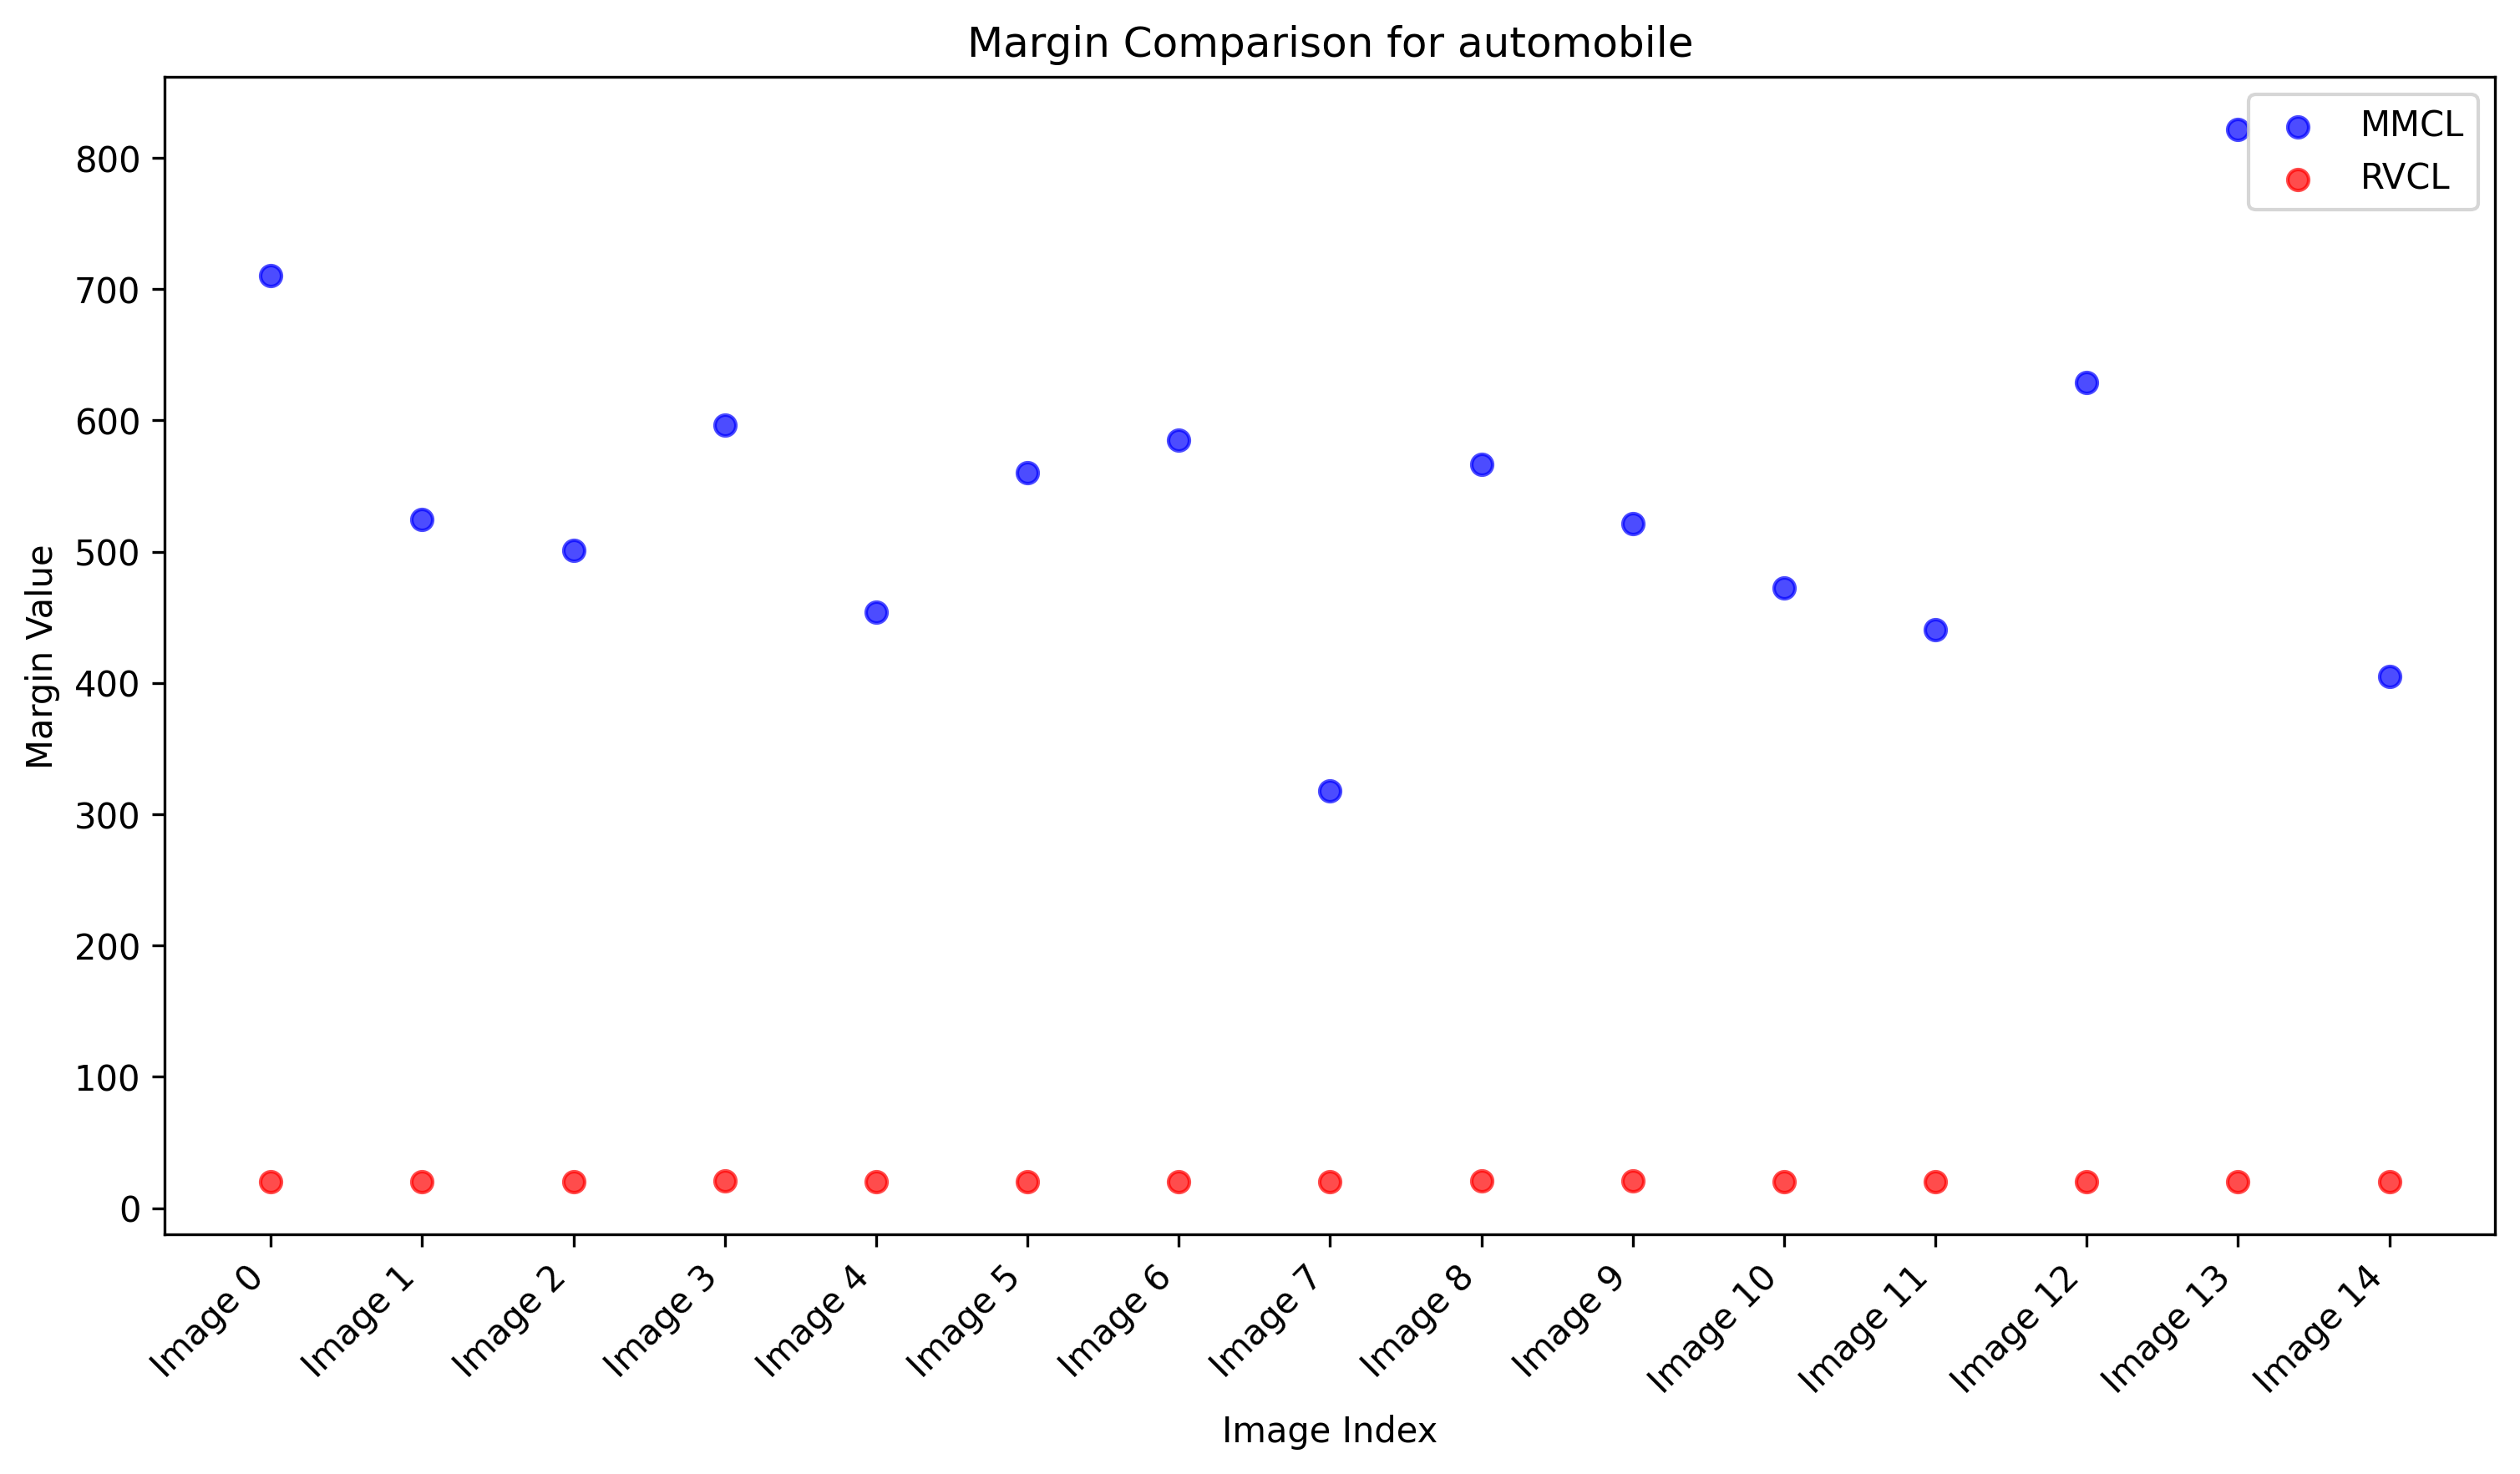 Margin Comparison for automobile
MMCL
RVCL
Margin Value
800
700
600
500
400
300
200
100
0
Image 0
Image 1
Image 2
Image 3
Image 4
Image 5
Image 6
Image 7
Image 8
Image 9
Image 10
Image 11
Image 12
Image 13
Image 14
Image Index